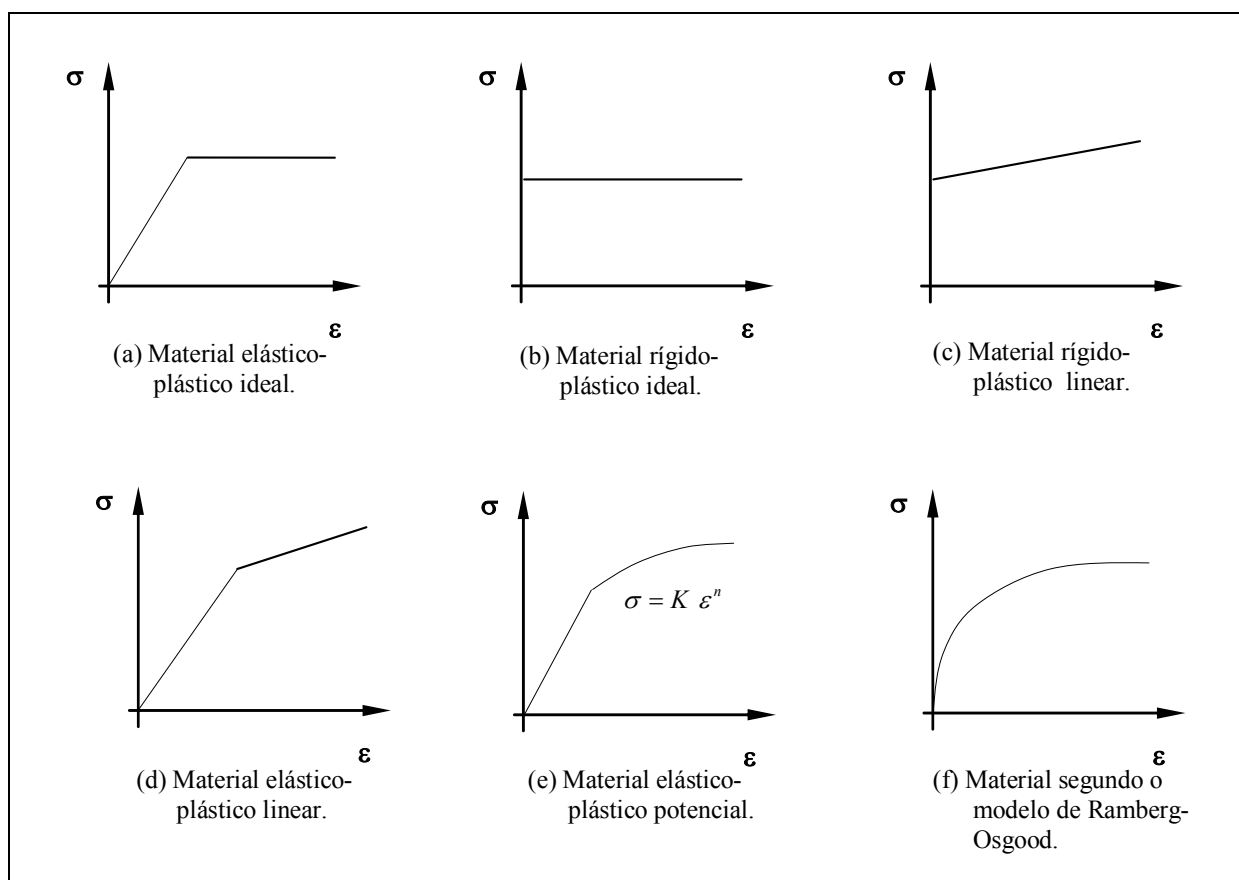 σ
ε
(a) Material elástico-
plástico ideal.
σ
ε
(b) Material rígido-
plástico ideal.
σ
ε
(c) Material rígido-
plástico linear.
σ
ε
(d) Material elástico-
plástico linear.
σ
σ = K ε^n
ε
(e) Material elástico-
plástico potencial.
σ
ε
(f) Material segundo o
modelo de Ramberg-
Osgood.